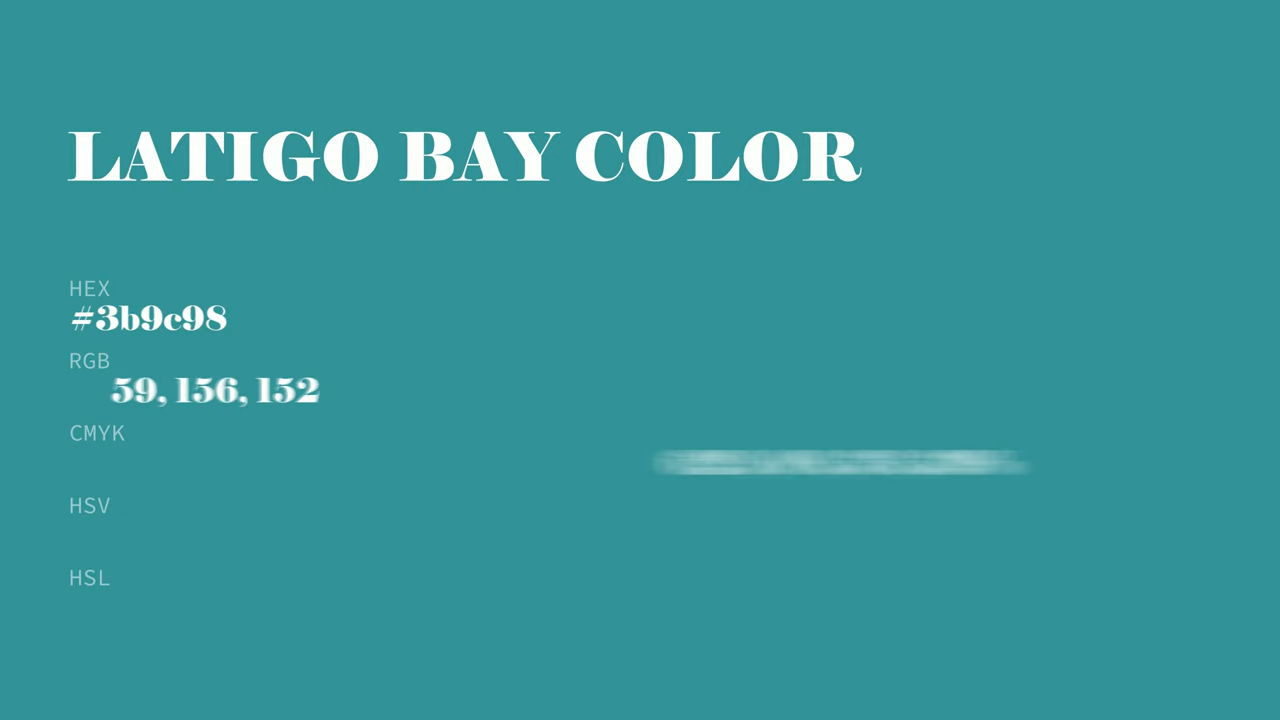 LATIGO BAY COLOR
HEX
#3b9c98
RGB
59, 156, 152
CMYK
HSV
HSL